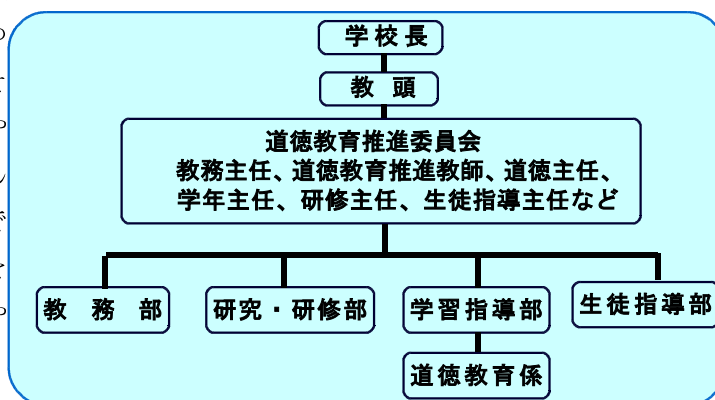 学校長
教 頭
道徳教育推進委員会
教務主任、道徳教育推進教師、道徳主任、
学年主任、研修主任、生徒指導主任など
教 務 部
研究・研修部
学習指導部
生徒指導部
道徳教育係